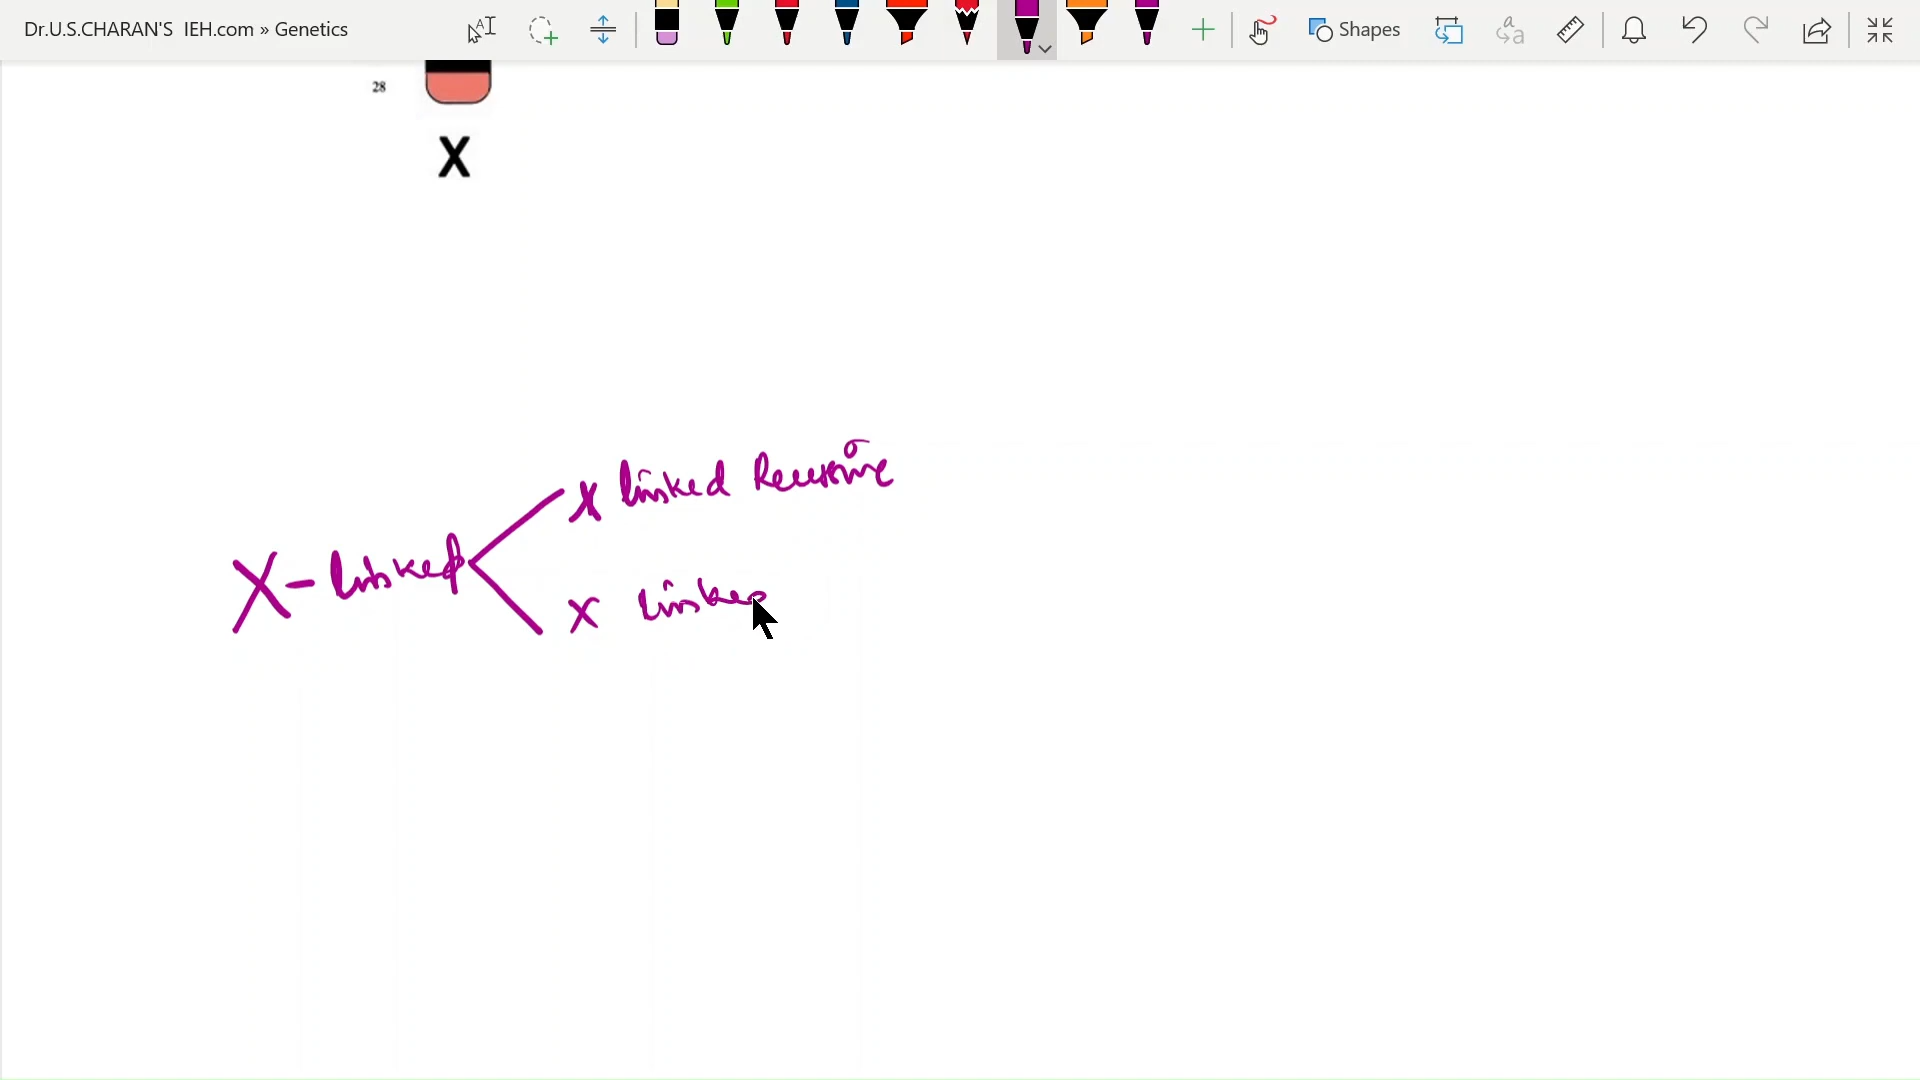 Dr.U.S.CHARAN'S IEH.com » Genetics
Shapes
28
X
X linked Recessive
X-linked
X linked